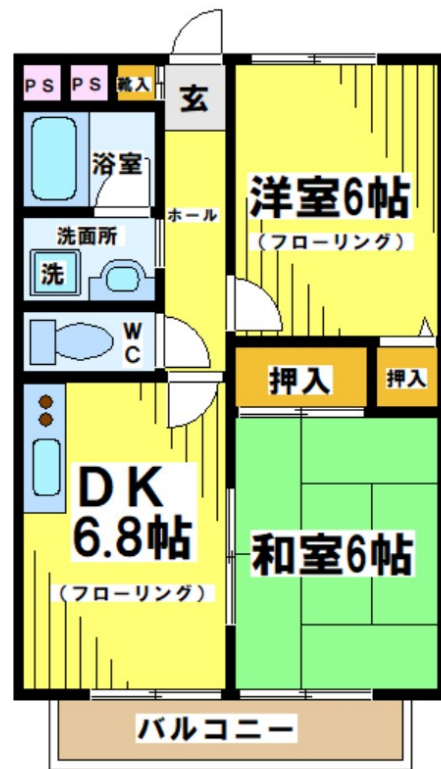 PS
PS
靴入
玄
浴室
洋室6帖
(フローリング)
ホール
洗面所
洗
WC
押入
押入
DK
6.8帖
(フローリング)
和室6帖
バルコニー